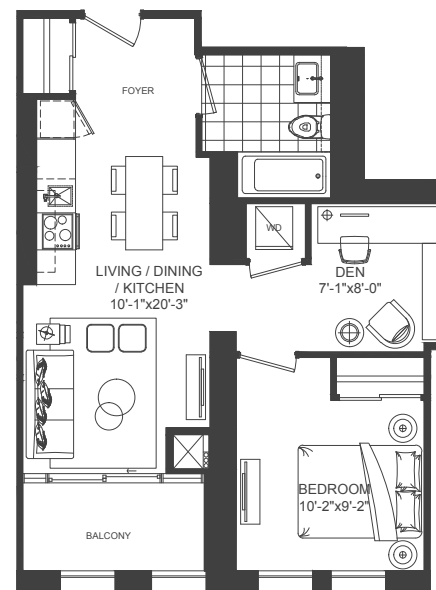 FOYER
WD
LIVING / DINING
/ KITCHEN
10'-1"x20'-3"
DEN
7'-1"x8'-0"
BEDROOM
10'-2"x9'-2"
BALCONY